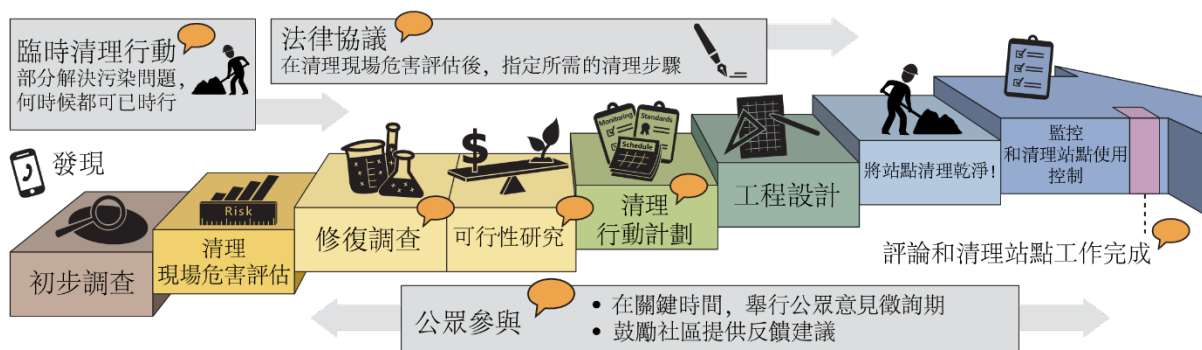 臨時清理行動
部分解決污染問題，
何時候都可已時行
法律協議
在清理現場危害評估後，指定所需的清理步驟
發現
初步調查
Risk
清理
現場危害評估
修復調查
$
可行性研究
Monitoring
Standards
Schedule
清理
行動計劃
工程設計
將站點清理乾淨!
監控
和清理站點使用
控制
評論和清理站點工作完成
公眾參與
• 在關鍵時間，舉行公眾意見徵詢期
• 鼓勵社區提供反饋建議